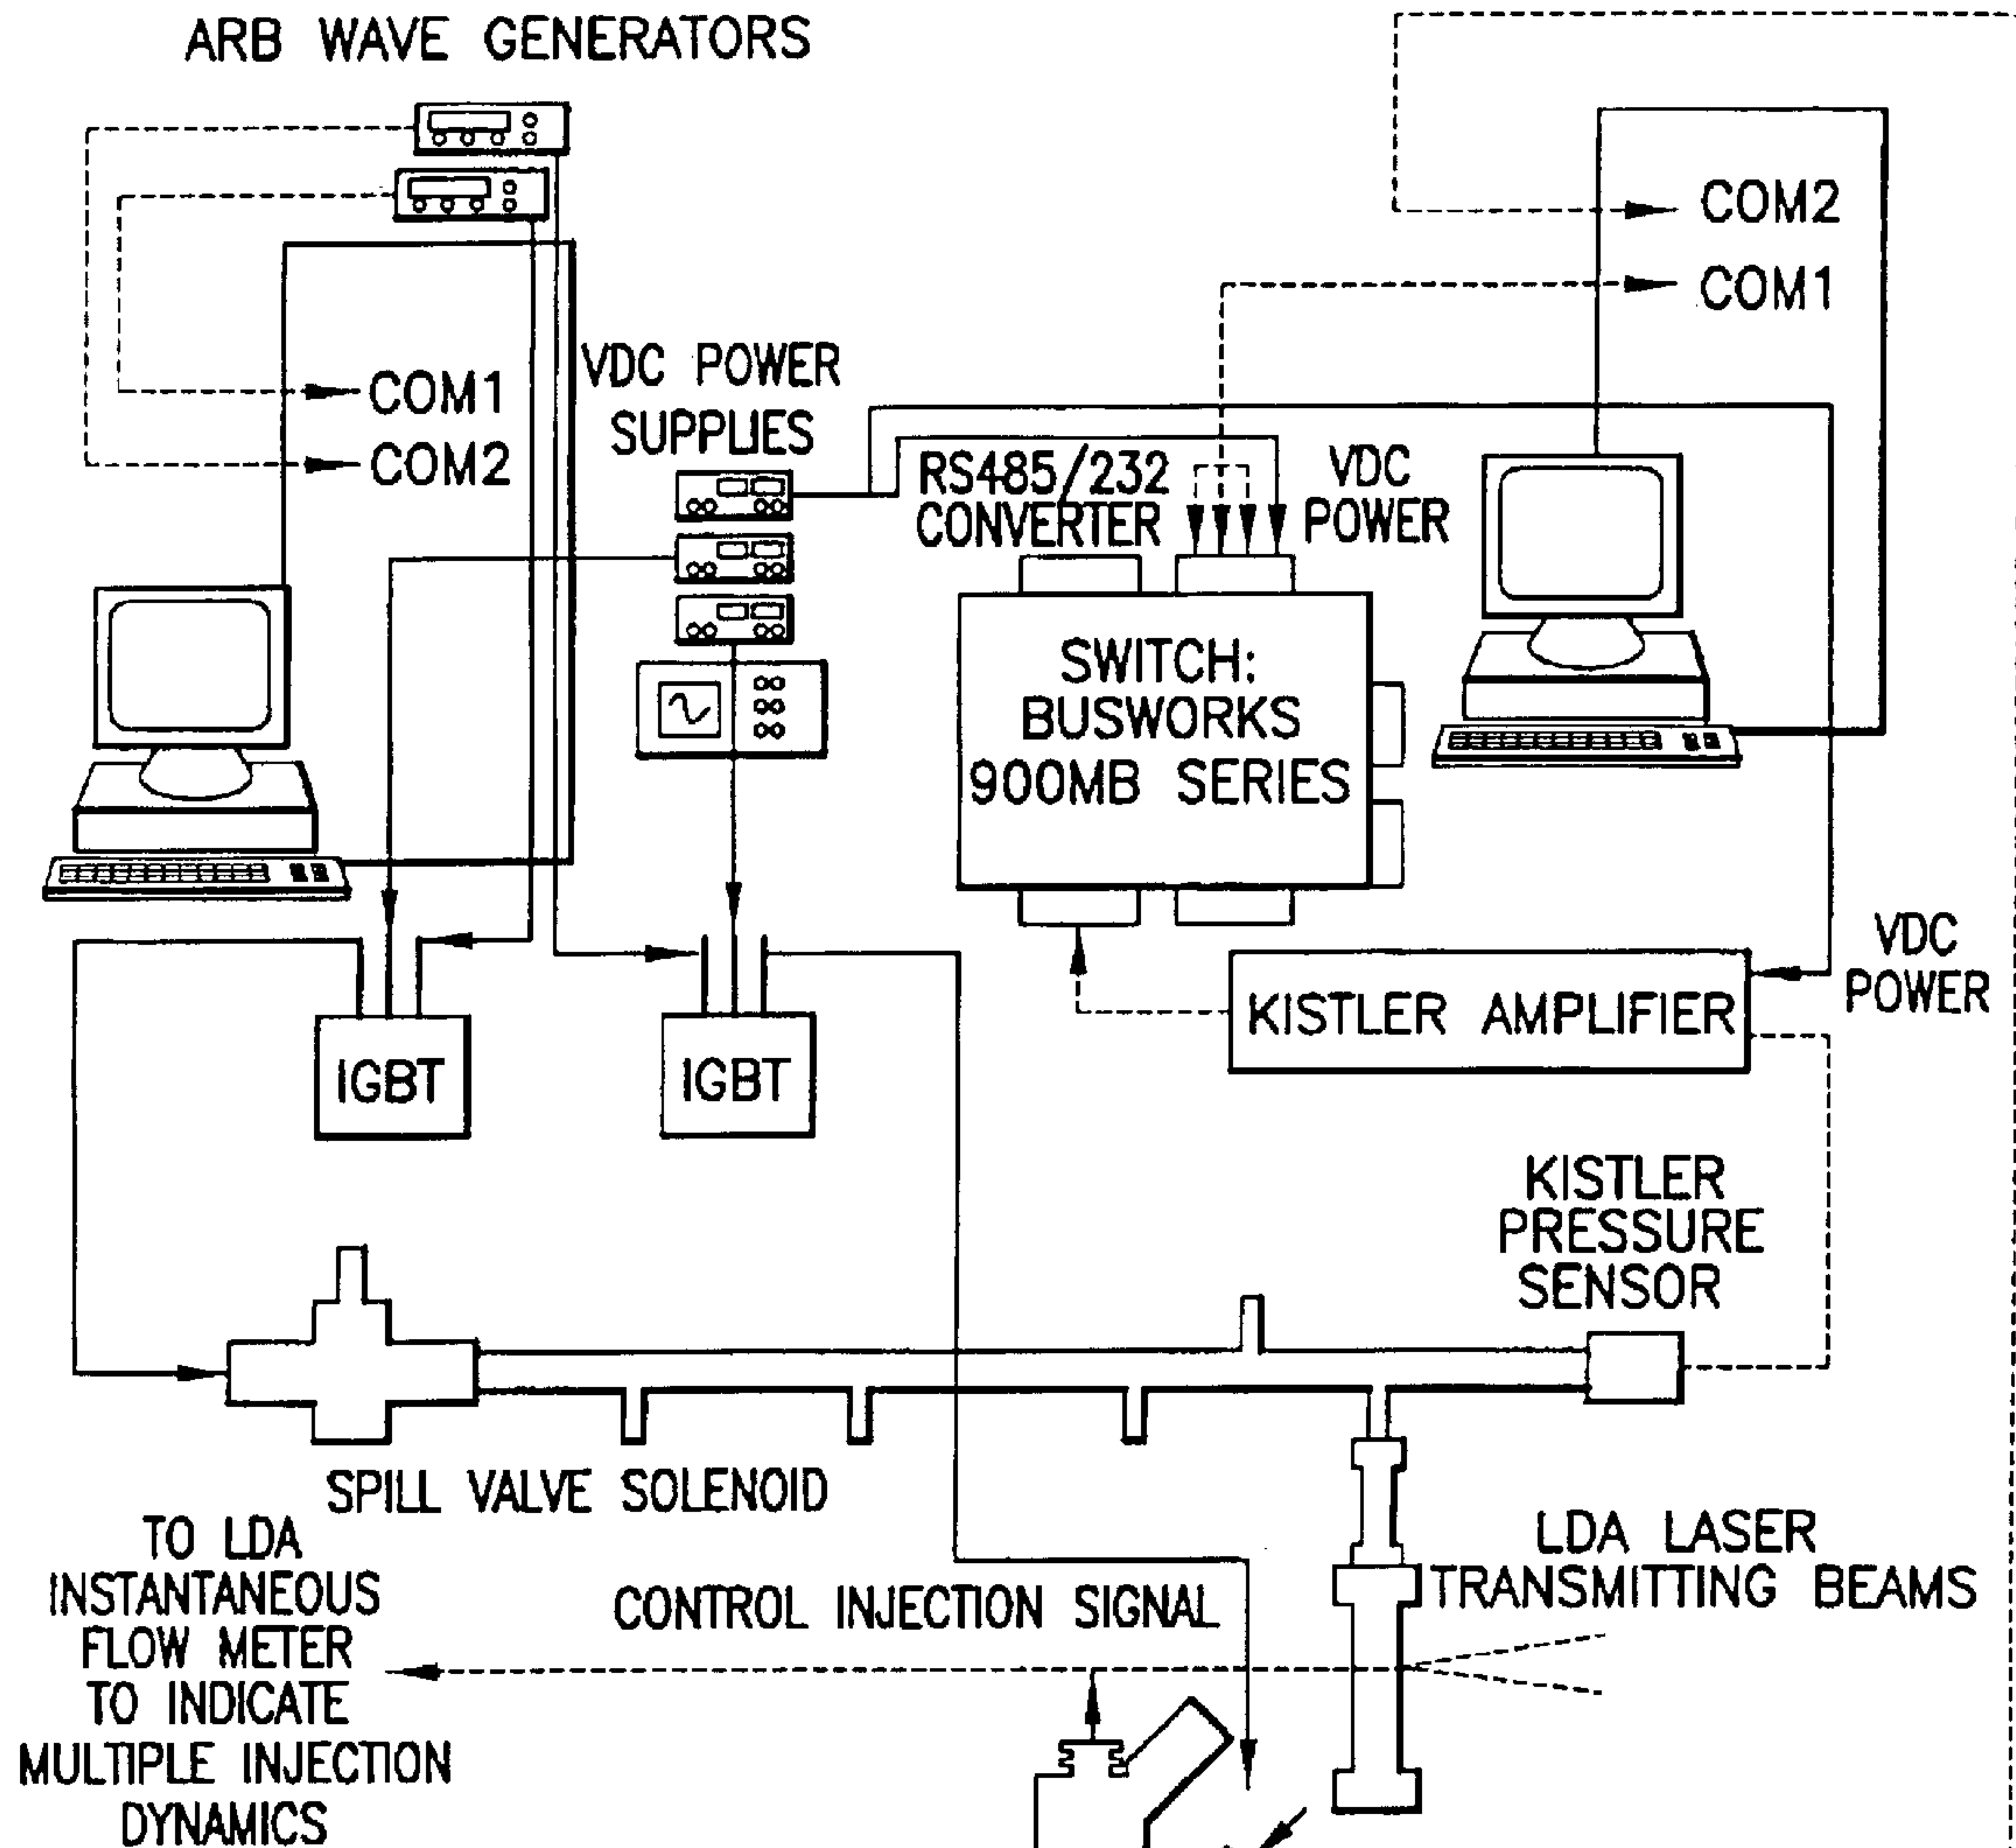 ARB WAVE GENERATORS
COM2
COM1
VDC POWER
SUPPLIES
COM1
COM2
RS485/232
CONVERTER
VDC
POWER
SWITCH:
BUSWORKS
900MB SERIES
VDC
POWER
KISTLER AMPLIFIER
IGBT
IGBT
KISTLER
PRESSURE
SENSOR
SPILL VALVE SOLENOID
TO LDA
INSTANTANEOUS
FLOW METER
TO INDICATE
MULTIPLE INJECTION
DYNAMICS
CONTROL INJECTION SIGNAL
LDA LASER
TRANSMITTING BEAMS